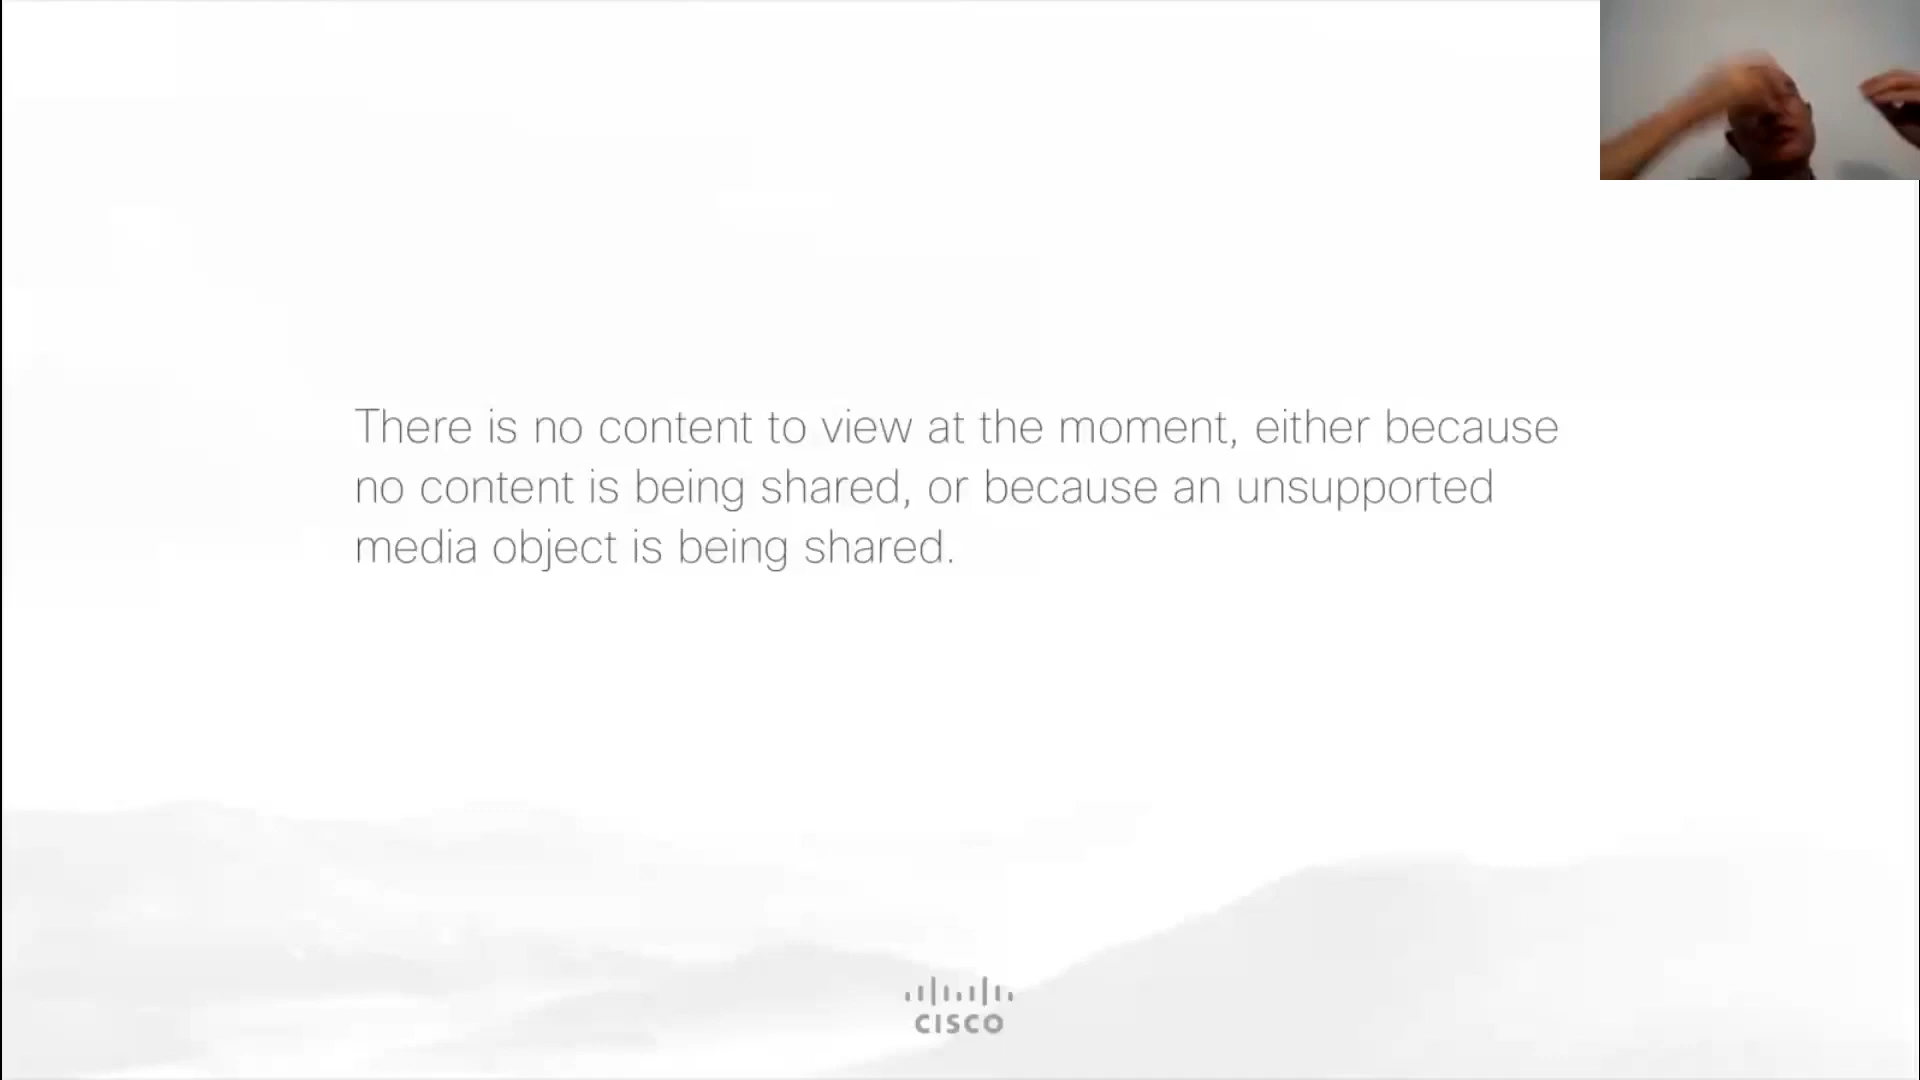 There is no content to view at the moment, either because
no content is being shared, or because an unsupported
media object is being shared.
CISCO